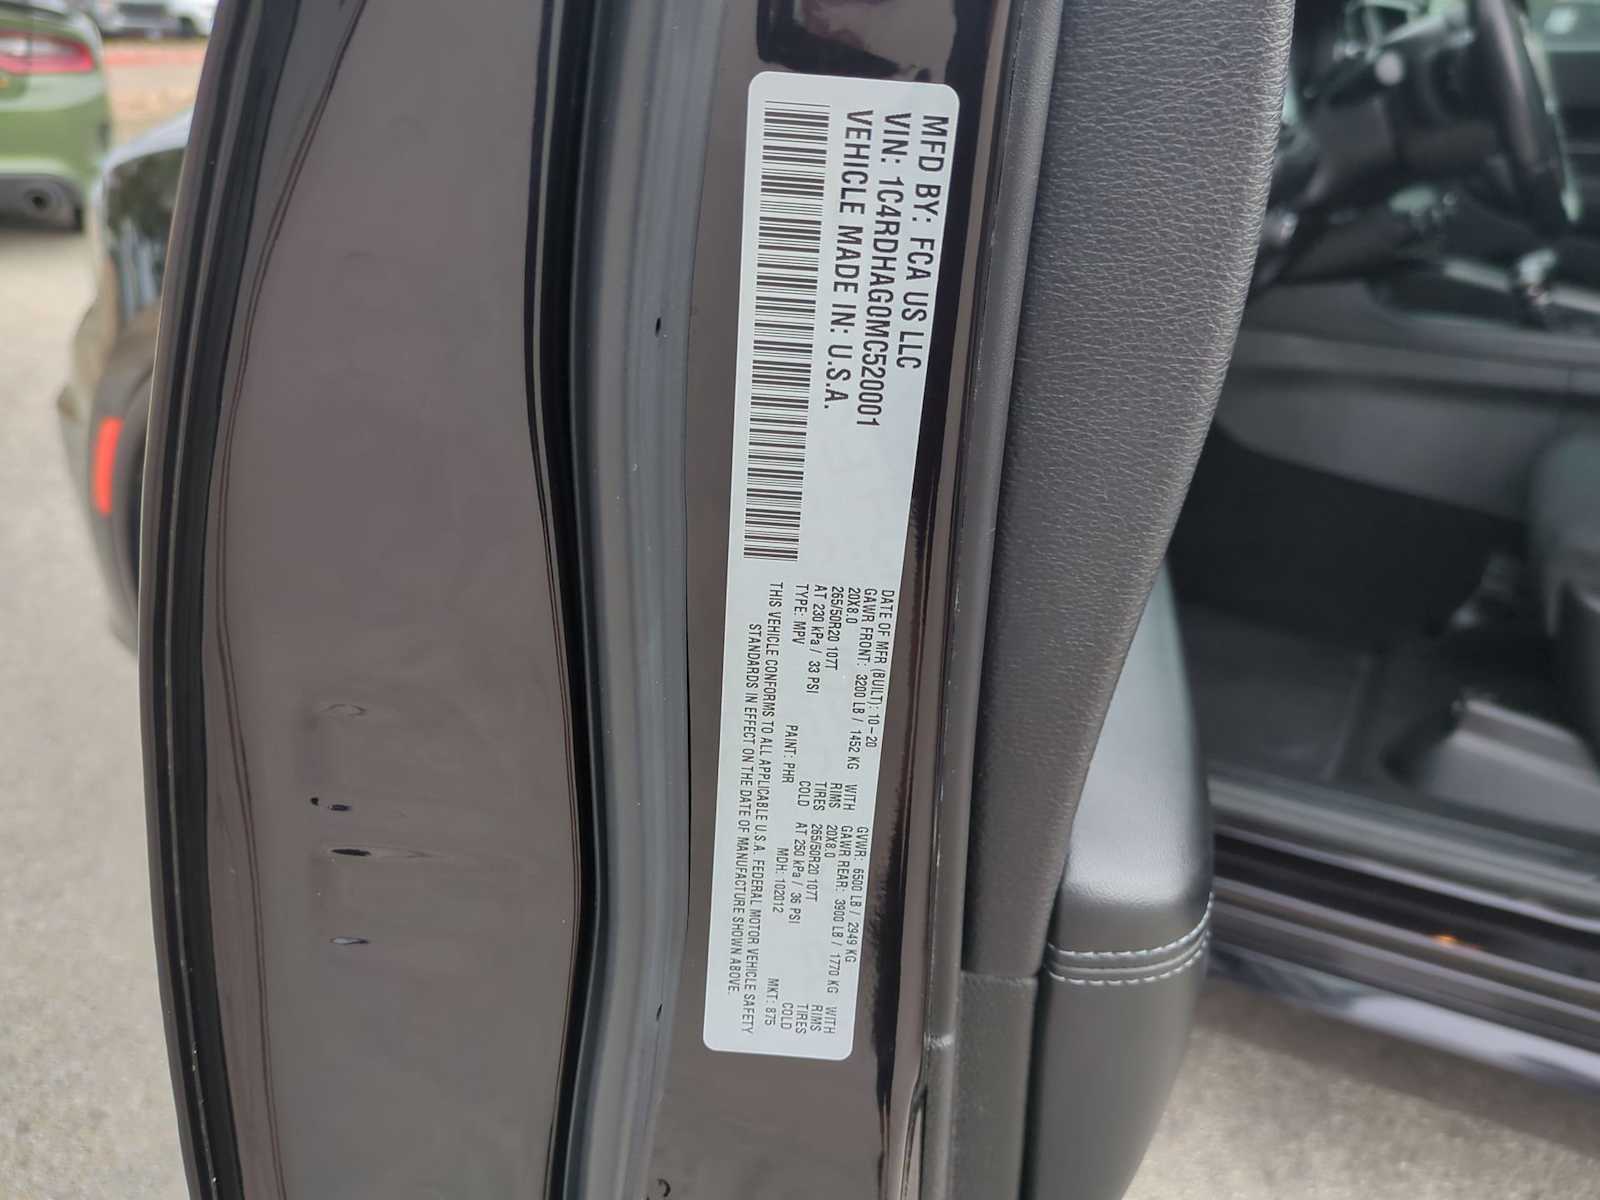 MFD BY: FCA US LLC
VIN: 1C4RDHAG0MC520001
VEHICLE MADE IN: U.S.A.
DATE OF MFR (BUILT): 10-20
GVWR: 6500 LB / 2949 KG
GAWR FRONT: 3200 LB / 1452 KG WITH
GAWR REAR: 3900 LB / 1770 KG WITH
20X8.0 RIMS
20X8.0 RIMS
265/50R20 107T TIRES
265/50R20 107T TIRES
AT 230 kPa / 33 PSI COLD
AT 250 kPa / 36 PSI COLD
TYPE: MPV PAINT: PHR MDH: 102012 MKT: 875
THIS VEHICLE CONFORMS TO ALL APPLICABLE U.S.A. FEDERAL MOTOR VEHICLE SAFETY
STANDARDS IN EFFECT ON THE DATE OF MANUFACTURE SHOWN ABOVE.